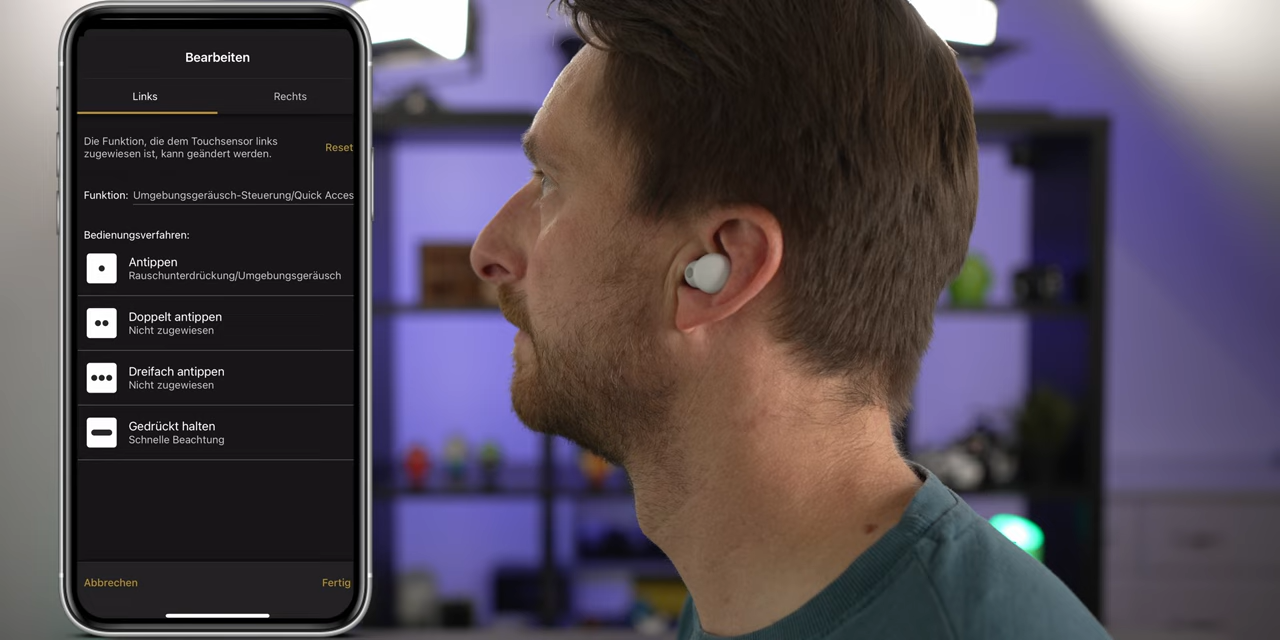 Bearbeiten
Links
Rechts
Die Funktion, die dem Touchsensor links
zugewiesen ist, kann geändert werden.
Reset
Funktion: Umgebungsgeräusch-Steuerung/Quick Acces
Bedienungsverfahren:
Antippen
Rauschunterdrückung/Umgebungsgeräusch
Doppelt antippen
Nicht zugewiesen
Dreifach antippen
Nicht zugewiesen
Gedrückt halten
Schnelle Beachtung
Abbrechen
Fertig